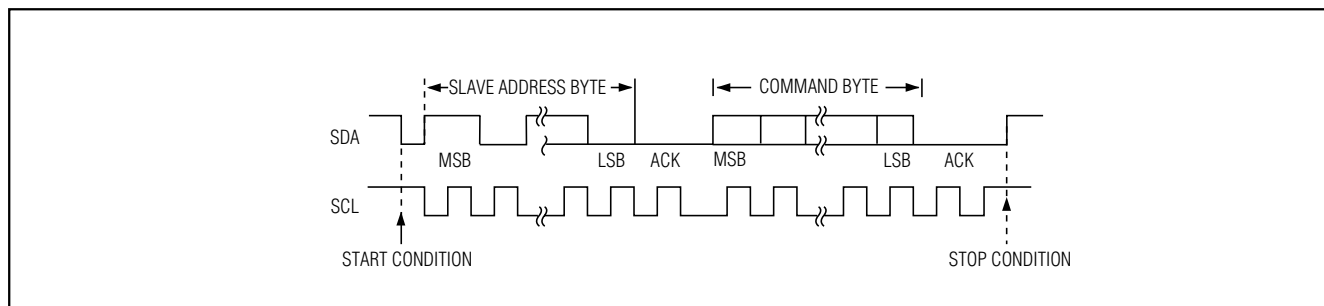 SLAVE ADDRESS BYTE
COMMAND BYTE
SDA
MSB
LSB
ACK
MSB
LSB
ACK
SCL
START CONDITION
STOP CONDITION